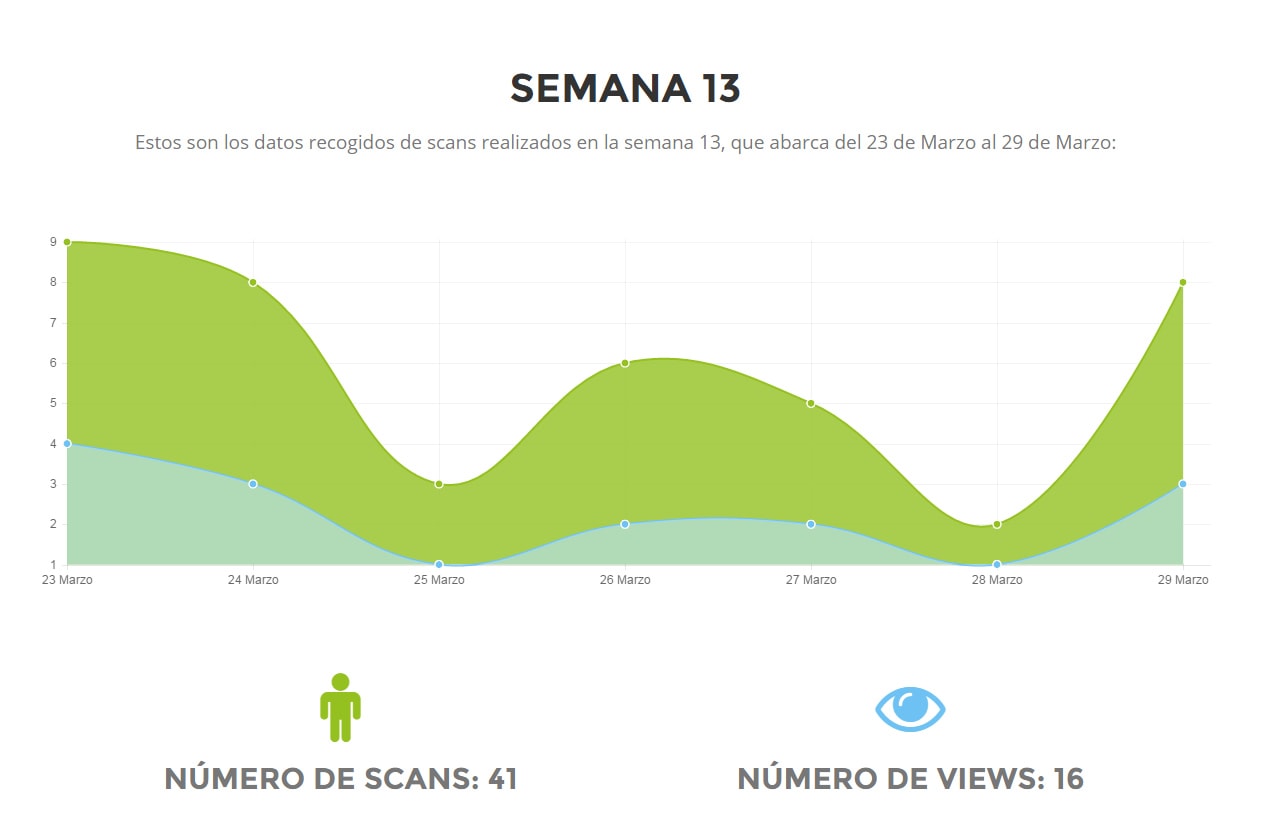 SEMANA 13
Estos son los datos recogidos de scans realizados en la semana 13, que abarca del 23 de Marzo al 29 de Marzo:
9
8
7
6
5
4
3
2
1
23 Marzo 24 Marzo 25 Marzo 26 Marzo 27 Marzo 28 Marzo 29 Marzo
NÚMERO DE SCANS: 41 NÚMERO DE VIEWS: 16